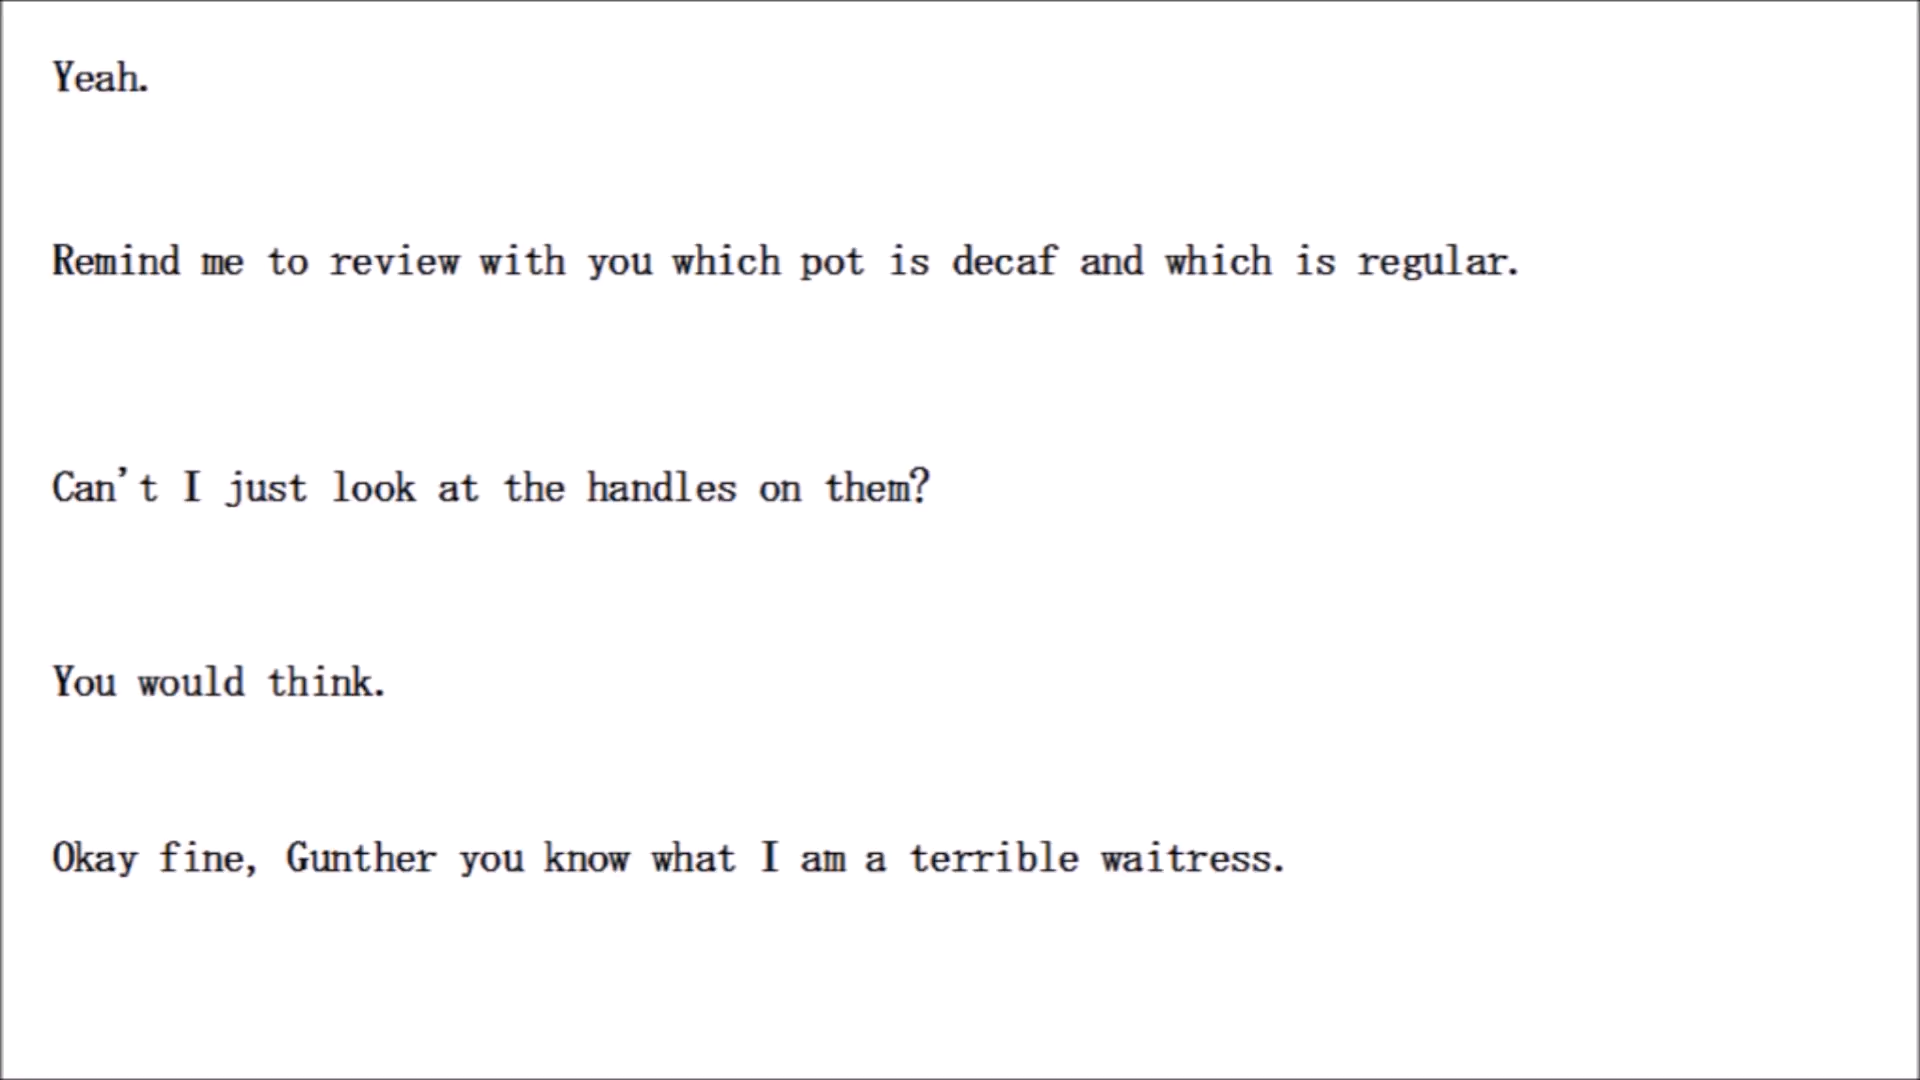 Yeah.
Remind me to review with you which pot is decaf and which is regular.
Can't I just look at the handles on them?
You would think.
Okay fine, Gunther you know what I am a terrible waitress.